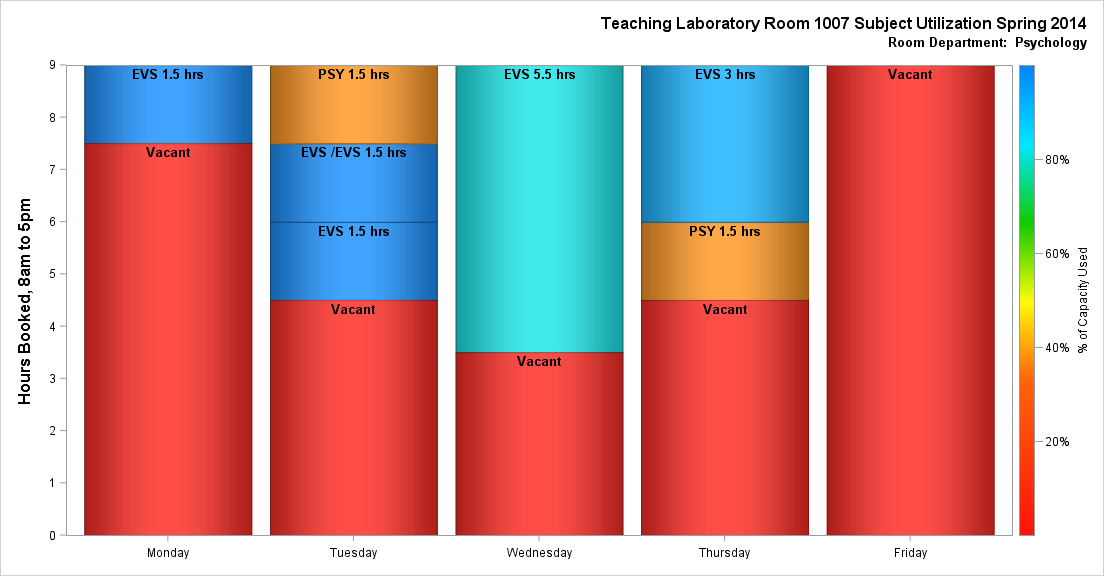 Teaching Laboratory Room 1007 Subject Utilization Spring 2014
Room Department: Psychology
Hours Booked, 8am to 5pm
9
8
7
6
5
4
3
2
1
0
EVS 1.5 hrs
Vacant
PSY 1.5 hrs
EVS /EVS 1.5 hrs
EVS 1.5 hrs
Vacant
EVS 5.5 hrs
Vacant
EVS 3 hrs
PSY 1.5 hrs
Vacant
Vacant
Monday
Tuesday
Wednesday
Thursday
Friday
80%
60%
40%
20%
% of Capacity Used